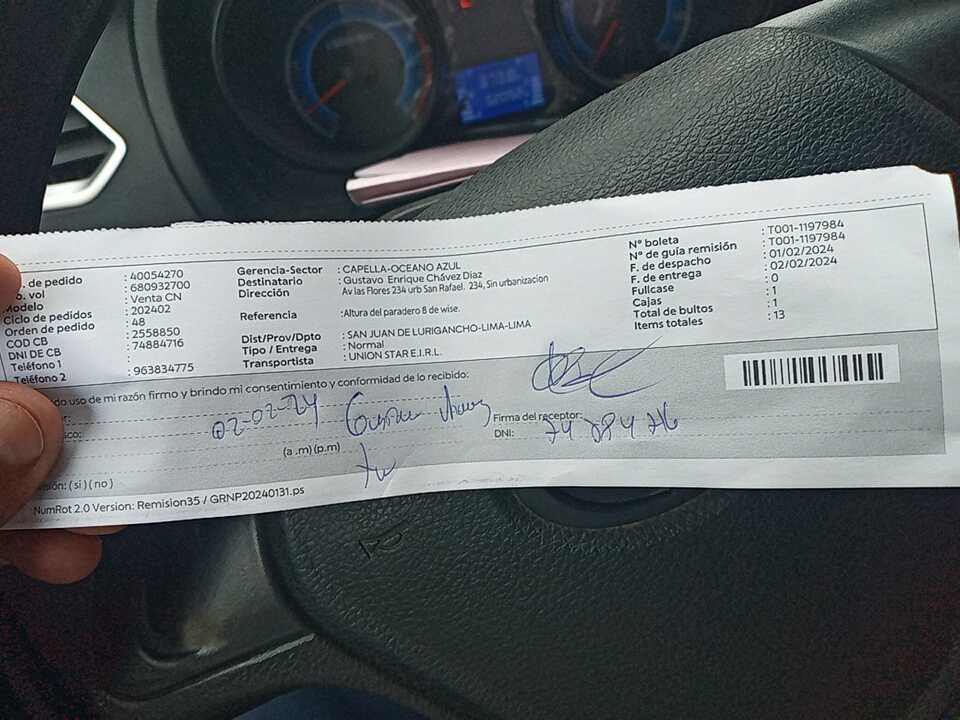 . de pedido : 40054270
o. vol : 680932700
Modelo : Venta CN
Ciclo de pedidos : 202402
Orden de pedido : 48
COD CB : 2558850
DNI DE CB : 74884716
Teléfono 1 :
Teléfono 2 : 963834775
Gerencia-Sector : CAPELLA-OCEANO AZUL
Destinatario : Gustavo Enrique Chávez Diaz
Dirección Av las Flores 234 urb San Rafael. 234, Sin urbanizacion
Referencia :Altura del paradero 8 de wise.
Dist/Prov/Dpto : SAN JUAN DE LURIGANCHO-LIMA-LIMA
Tipo / Entrega : Normal
Transportista : UNION STAR E.I.R.L.
N° boleta : T001-1197984
N° de guía remisión : T001-1197984
F. de despacho : 01/02/2024
F. de entrega : 02/02/2024
Fullcase : 0
Cajas : 1
Total de bultos : 1
Items totales : 13
do uso de mi razón firmo y brindo mi consentimiento y conformidad de lo recibido:
02-02-24
Firma del receptor:
(a .m) (p.m)
DNI:
sión: ( si ) ( no )
NumRot 2.0 Version: Remision35 / GRNP20240131.ps